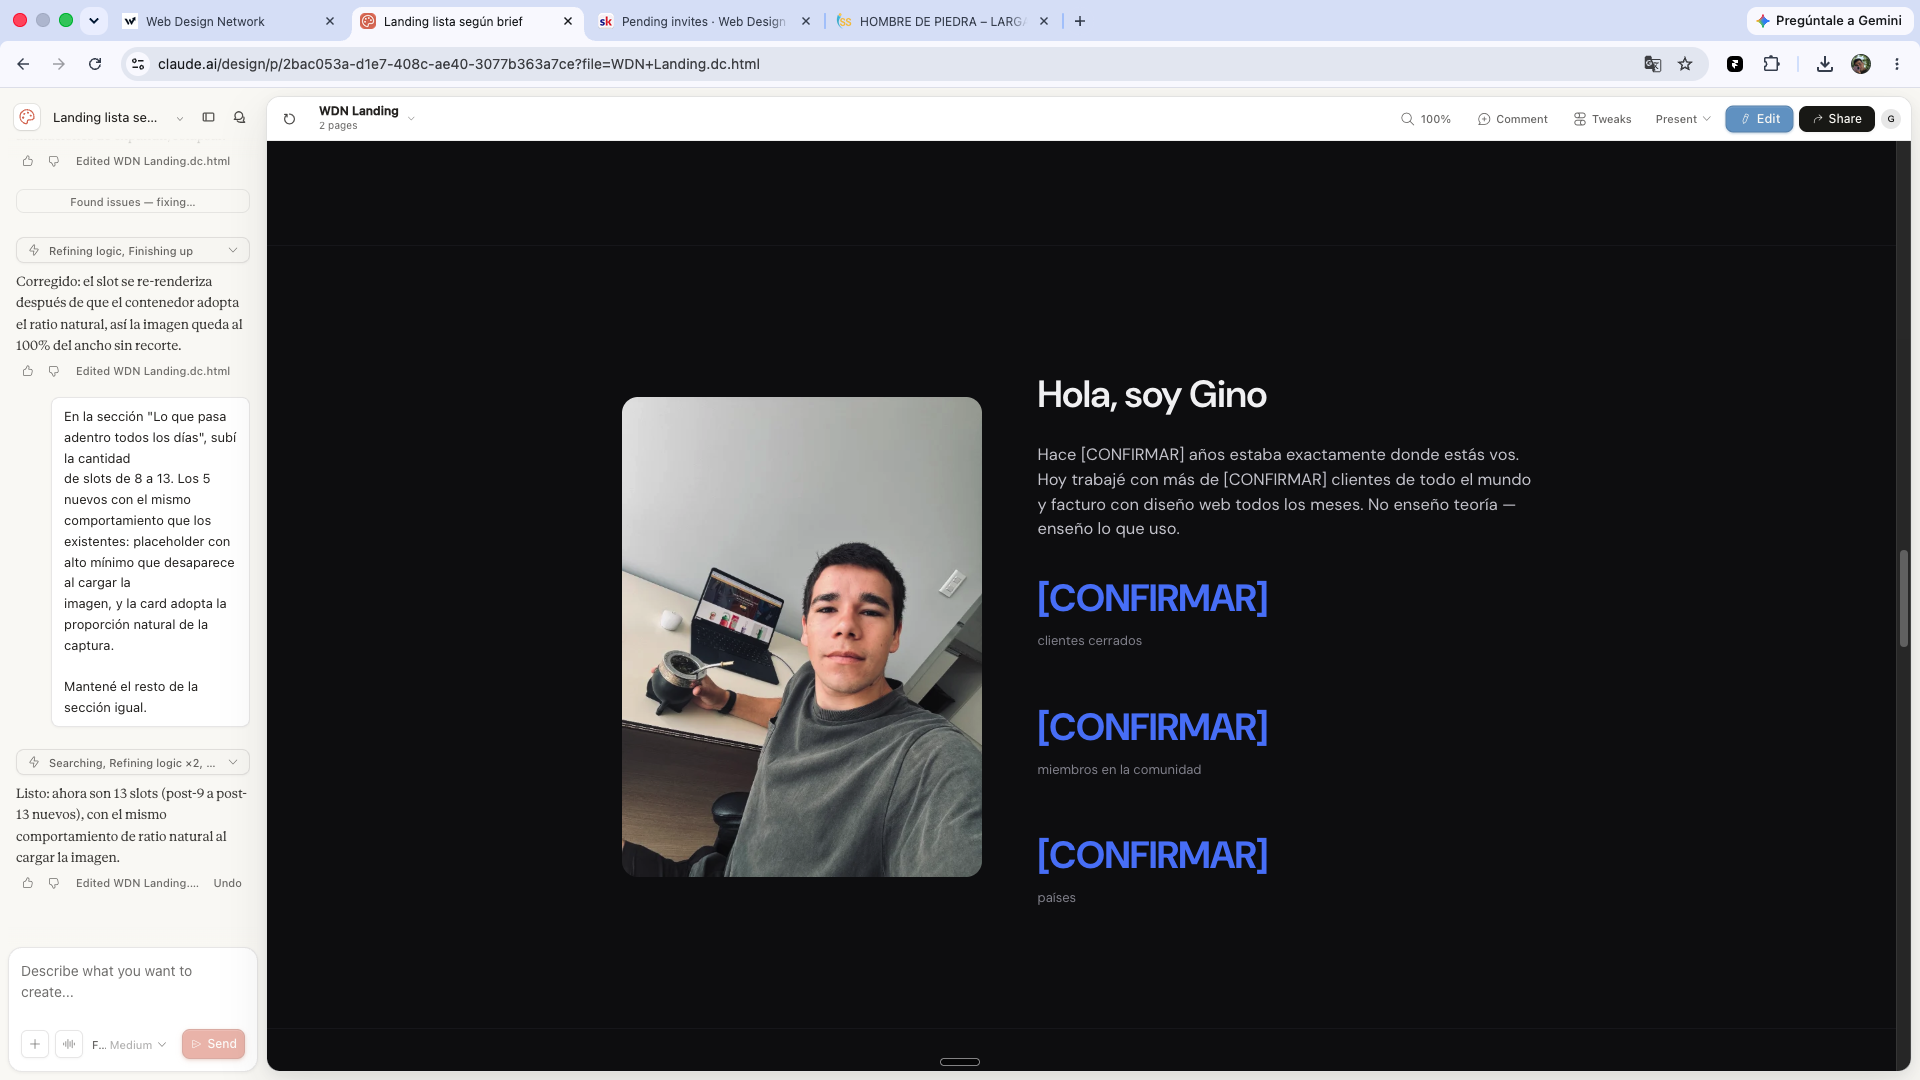 Web Design Network
Landing lista según brief
sk Pending invites · Web Design
ss HOMBRE DE PIEDRA – LARGA
Pregúntale a Gemini
claude.ai/design/p/2bac053a-d1e7-408c-ae40-3077b363a7ce?file=WDN+Landing.dc.html
Landing lista se...
Edited WDN Landing.dc.html
Found issues — fixing...
Refining logic, Finishing up
Corregido: el slot se re-renderiza
después de que el contenedor adopta
el ratio natural, así la imagen queda al
100% del ancho sin recorte.
Edited WDN Landing.dc.html
En la sección "Lo que pasa
adentro todos los días", subí
la cantidad
de slots de 8 a 13. Los 5
nuevos con el mismo
comportamiento que los
existentes: placeholder con
alto mínimo que desaparece
al cargar la
imagen, y la card adopta la
proporción natural de la
captura.
Mantené el resto de la
sección igual.
Searching, Refining logic ×2, ...
Listo: ahora son 13 slots (post-9 a post-
13 nuevos), con el mismo
comportamiento de ratio natural al
cargar la imagen.
Edited WDN Landing.... Undo
Describe what you want to
create...
F... Medium
Send
WDN Landing
2 pages
100%
Comment
Tweaks
Present
Edit
Share
G
Hola, soy Gino
Hace [CONFIRMAR] años estaba exactamente donde estás vos.
Hoy trabajé con más de [CONFIRMAR] clientes de todo el mundo
y facturo con diseño web todos los meses. No enseño teoría —
enseño lo que uso.
[CONFIRMAR]
clientes cerrados
[CONFIRMAR]
miembros en la comunidad
[CONFIRMAR]
países